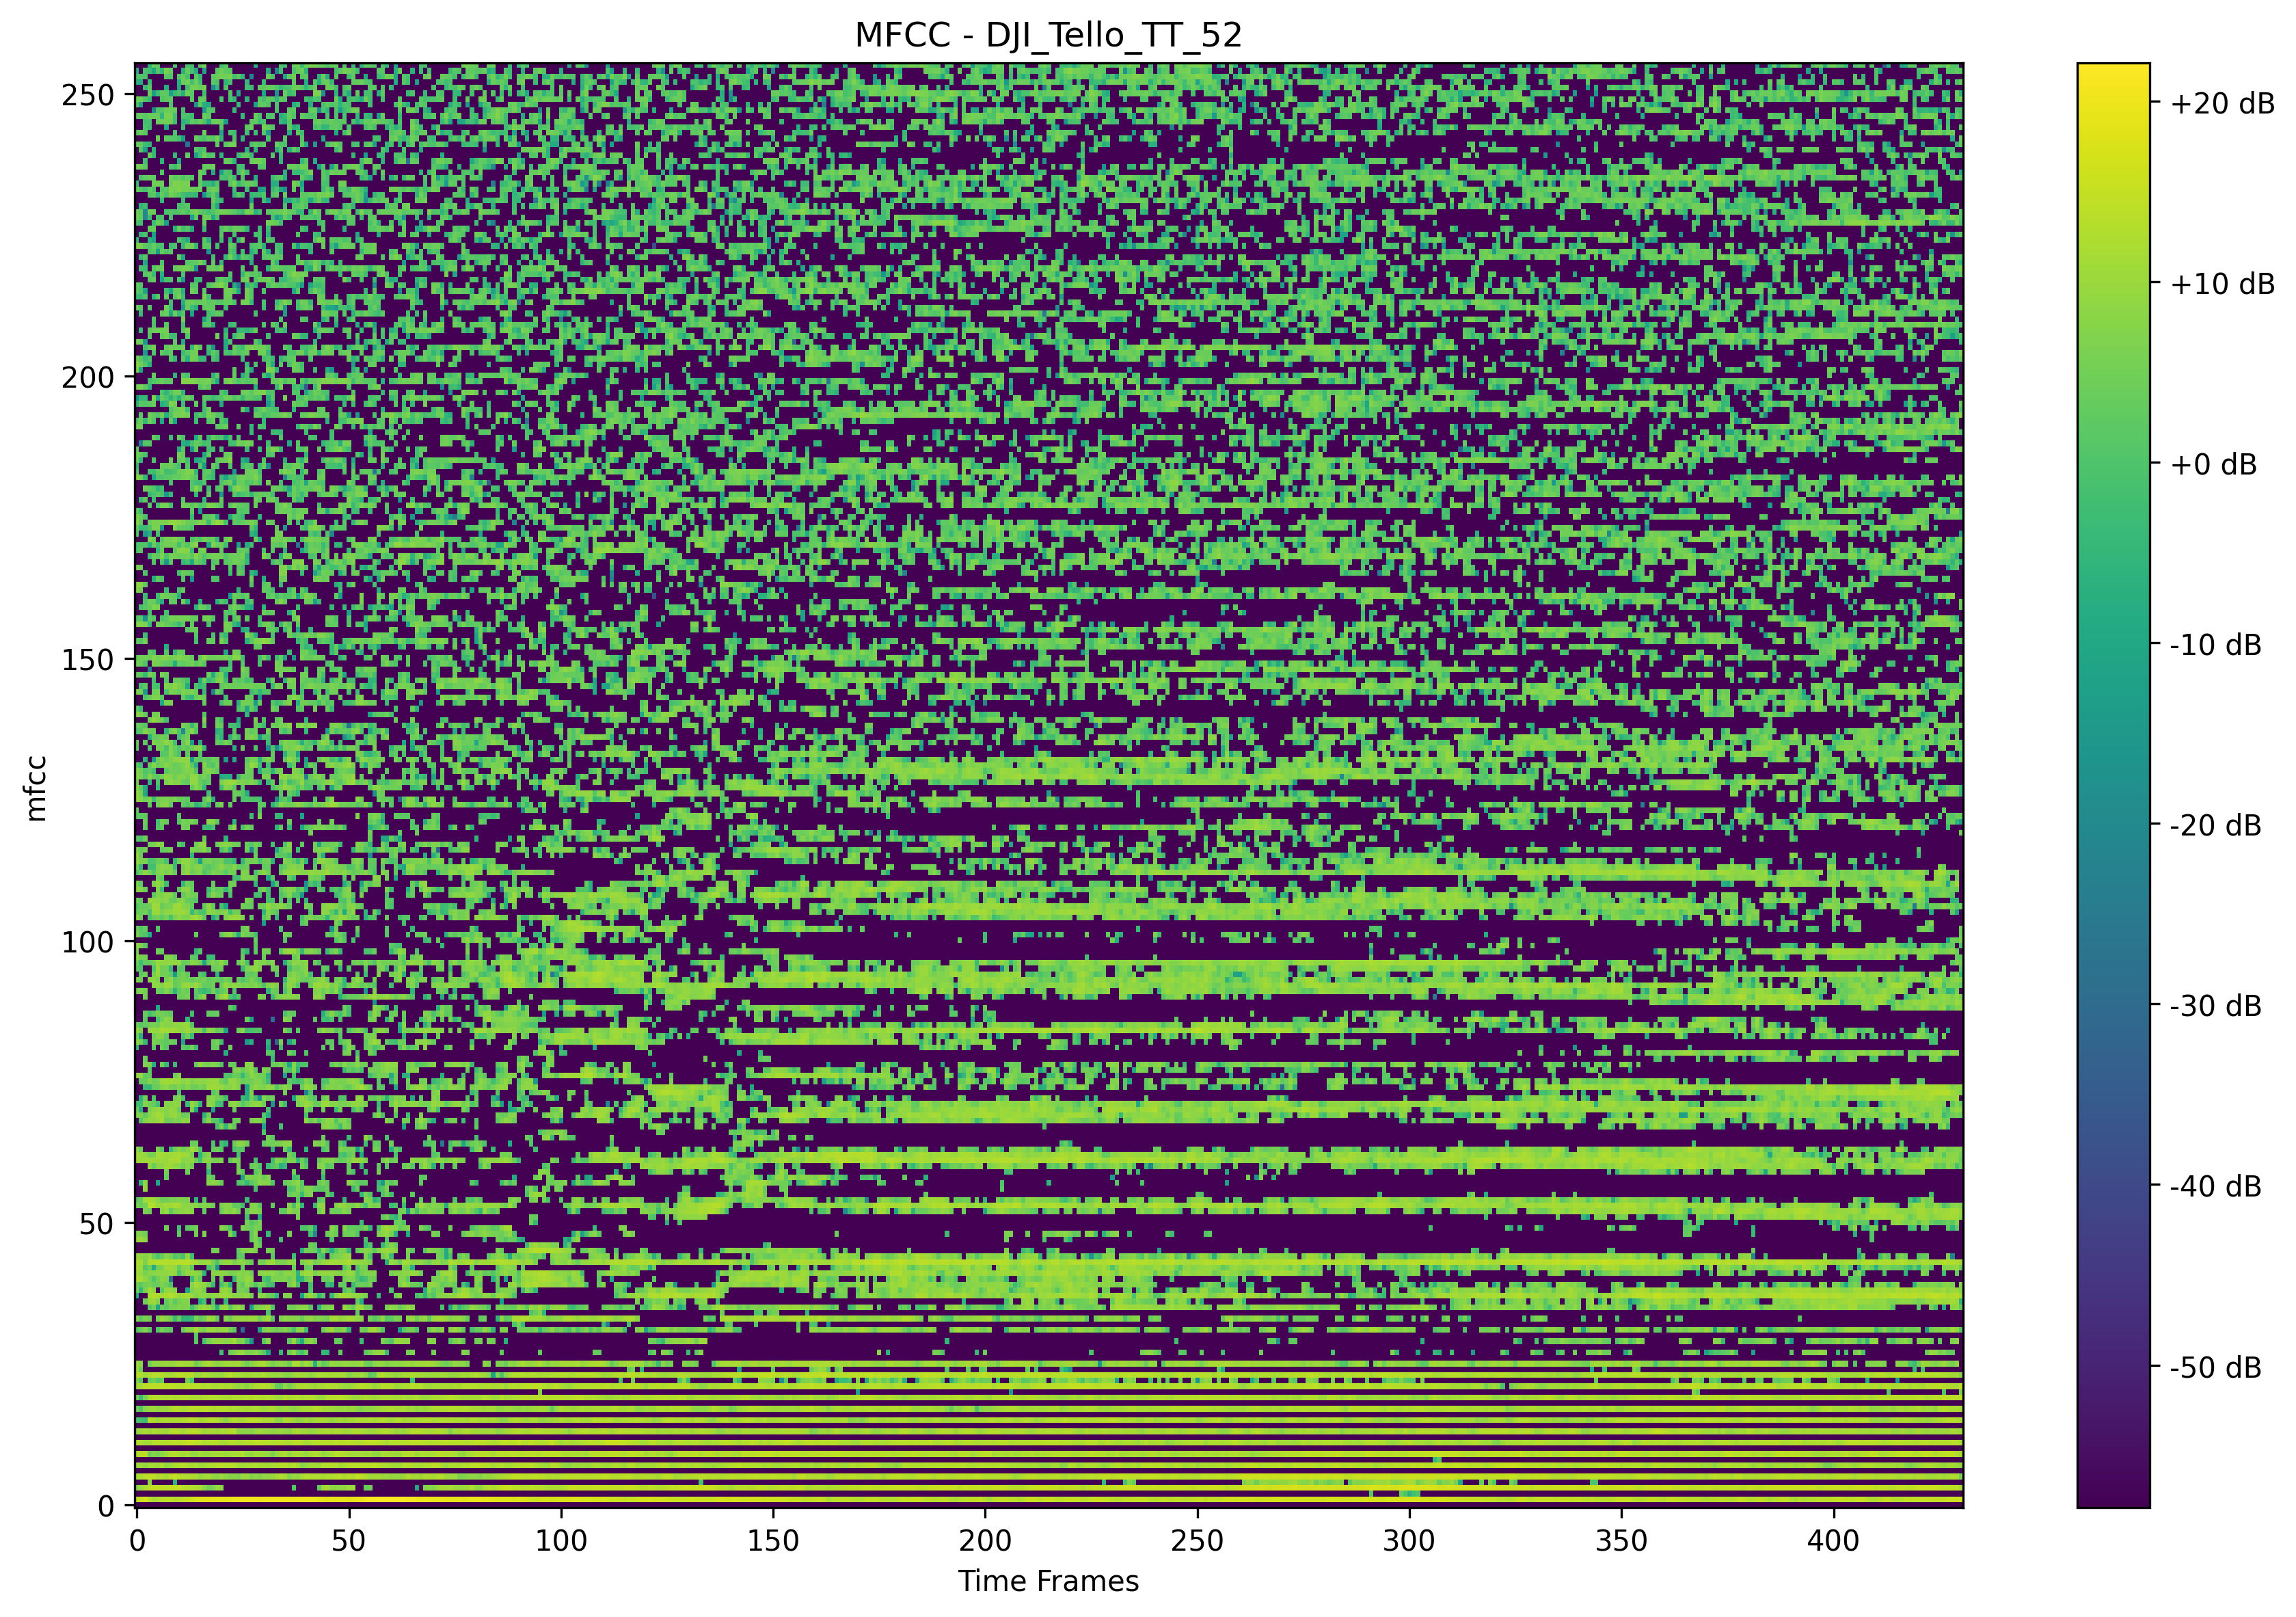 MFCC - DJI_Tello_TT_52
250
200
150
100
50
0
mfcc
0 50 100 150 200 250 300 350 400
Time Frames
+20 dB
+10 dB
+0 dB
-10 dB
-20 dB
-30 dB
-40 dB
-50 dB